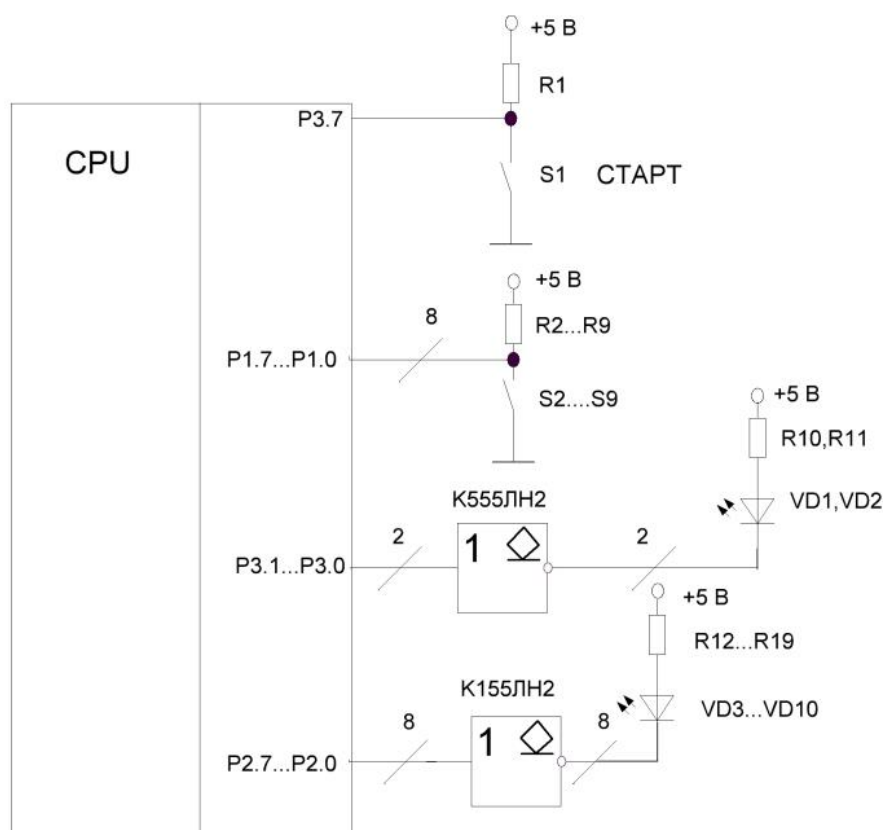 +5 В
R1
P3.7
CPU
S1 СТАРТ
+5 В
8
R2...R9
P1.7...P1.0
S2....S9
+5 В
R10,R11
К555ЛН2
VD1,VD2
2
1
2
P3.1...P3.0
+5 В
R12...R19
К155ЛН2
VD3...VD10
8
1
8
P2.7...P2.0